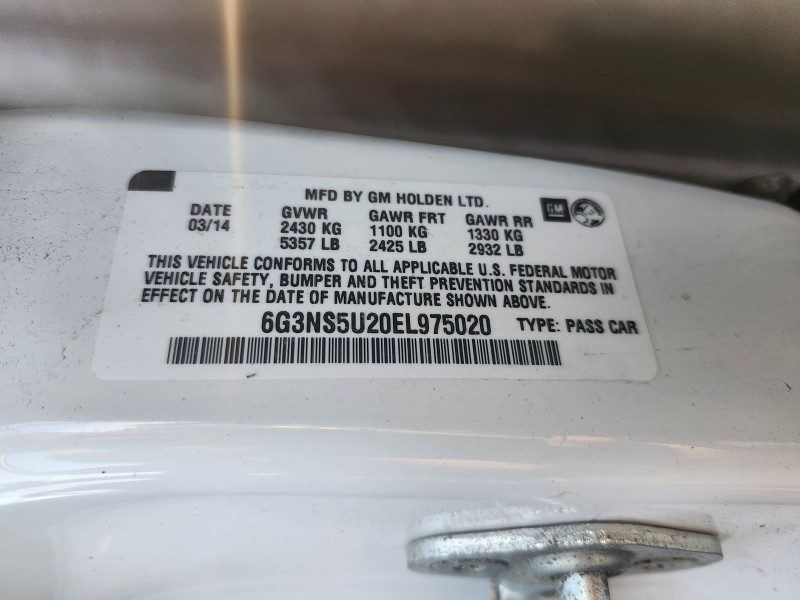 MFD BY GM HOLDEN LTD.
DATE GVWR GAWR FRT GAWR RR GM
03/14 2430 KG 1100 KG 1330 KG
5357 LB 2425 LB 2932 LB
THIS VEHICLE CONFORMS TO ALL APPLICABLE U.S. FEDERAL MOTOR
VEHICLE SAFETY, BUMPER AND THEFT PREVENTION STANDARDS IN
EFFECT ON THE DATE OF MANUFACTURE SHOWN ABOVE.
6G3NS5U20EL975020 TYPE: PASS CAR